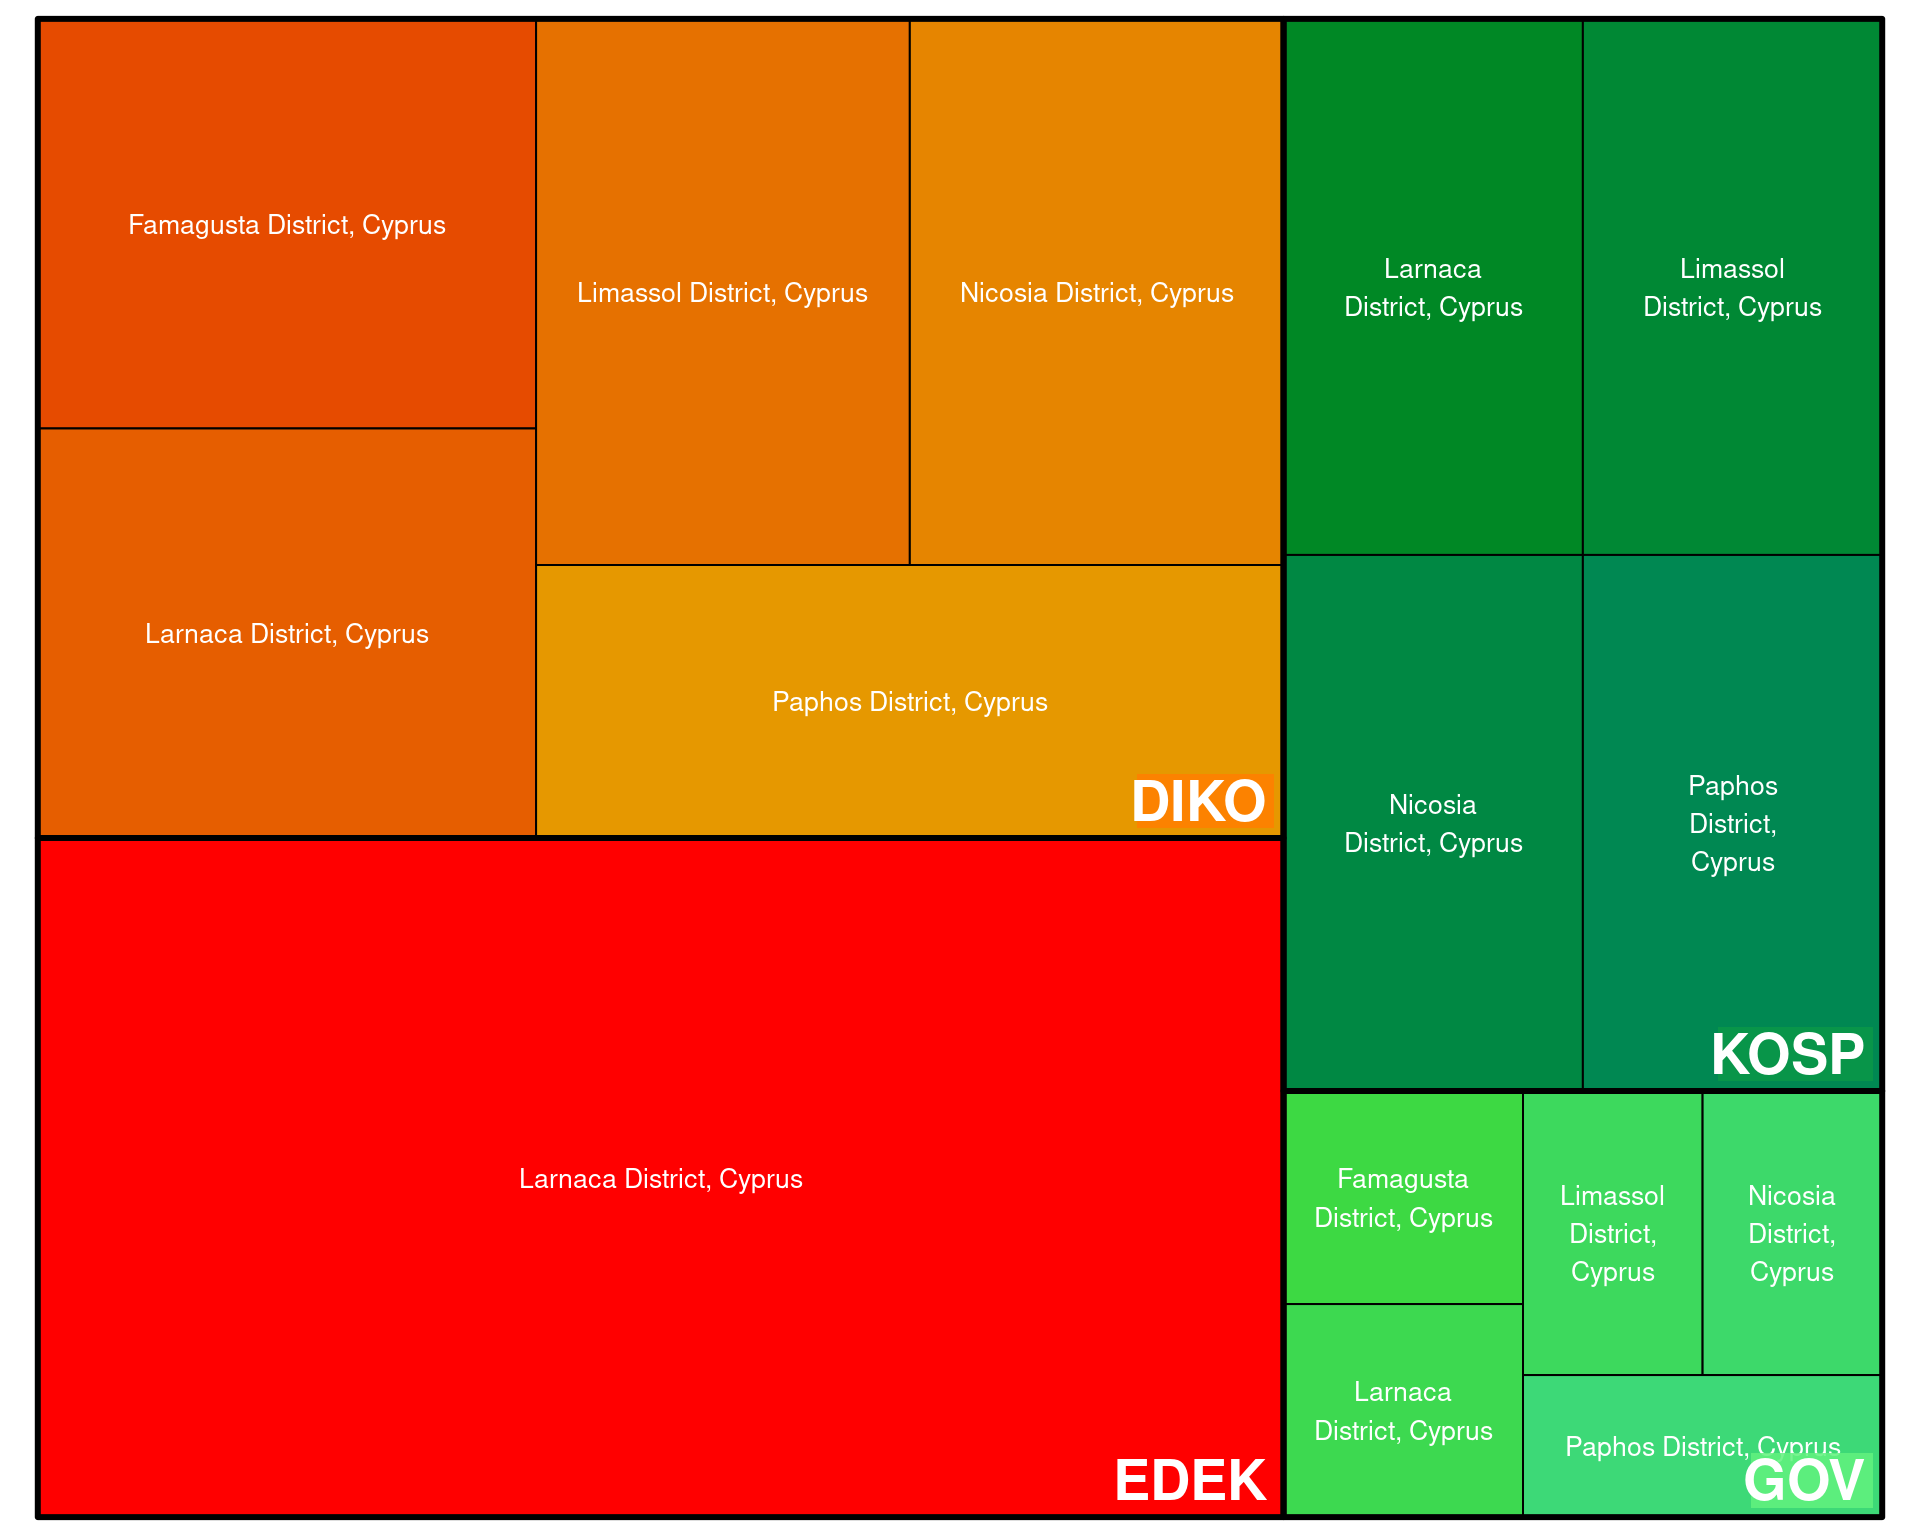 Famagusta District, Cyprus
Limassol District, Cyprus
Nicosia District, Cyprus
Larnaca District, Cyprus
Paphos District, Cyprus
DIKO
Larnaca
District, Cyprus
Limassol
District, Cyprus
Nicosia
District, Cyprus
Paphos
District,
Cyprus
KOSP
Larnaca District, Cyprus
EDEK
Famagusta
District, Cyprus
Limassol
District,
Cyprus
Nicosia
District,
Cyprus
Larnaca
District, Cyprus
Paphos District, Cyprus
GOV